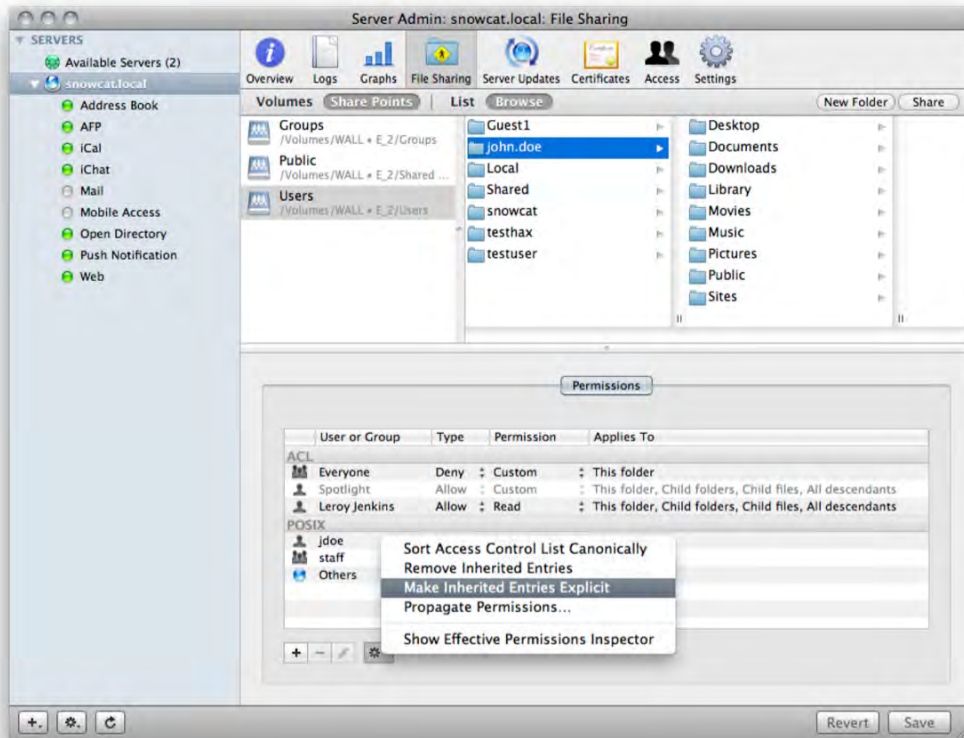 Server Admin: snowcat.local: File Sharing
SERVERS
Available Servers (2)
snowcat.local
Address Book
AFP
iCal
iChat
Mail
Mobile Access
Open Directory
Push Notification
Web
Overview Logs Graphs File Sharing Server Updates Certificates Access Settings
Volumes Share Points List Browse New Folder Share
Groups
/Volumes/WALL • E_2/Groups
Public
/Volumes/WALL • E_2/Shared ...
Users
/Volumes/WALL • E_2/Users
Guest1
john.doe
Local
Shared
snowcat
testhax
testuser
Desktop
Documents
Downloads
Library
Movies
Music
Pictures
Public
Sites
Permissions
User or Group Type Permission Applies To
ACL
Everyone Deny Custom This folder
Spotlight Allow Custom This folder, Child folders, Child files, All descendants
Leroy Jenkins Allow Read This folder, Child folders, Child files, All descendants
POSIX
jdoe
staff
Others
Sort Access Control List Canonically
Remove Inherited Entries
Make Inherited Entries Explicit
Propagate Permissions...
Show Effective Permissions Inspector
Revert Save